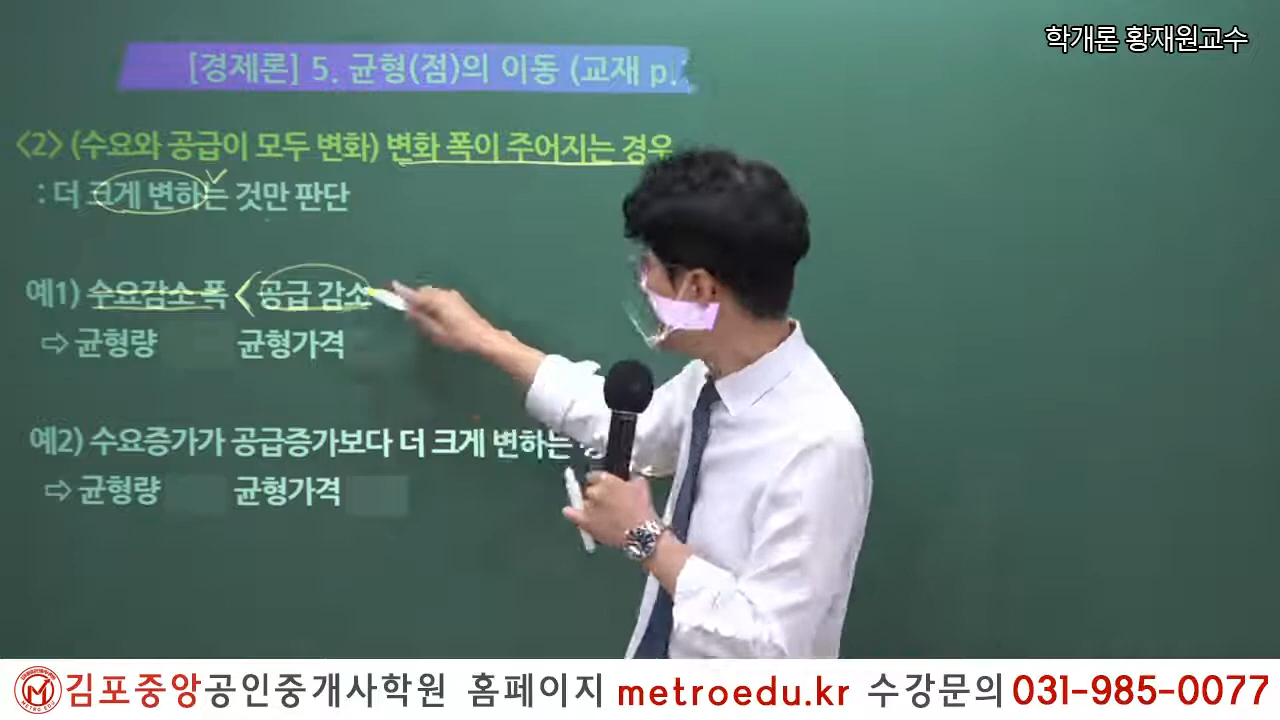 학개론 황재원교수
[경제론] 5. 균형(점)의 이동 (교재 p.
<2> (수요와 공급이 모두 변화) 변화 폭이 주어지는 경우
: 더 크게 변하는 것만 판단
예1) 수요감소 폭 < 공급 감소
⇨ 균형량 균형가격
예2) 수요증가가 공급증가보다 더 크게 변하는
⇨ 균형량 균형가격
김포중앙공인중개사학원 홈페이지 metroedu.kr 수강문의 031-985-0077